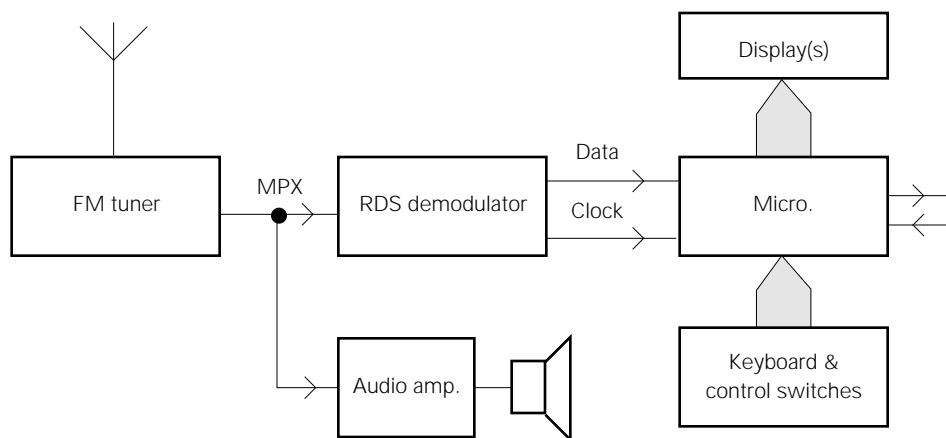 Display(s)
FM tuner
MPX
RDS demodulator
Data
Clock
Micro.
Audio amp.
Keyboard &
control switches